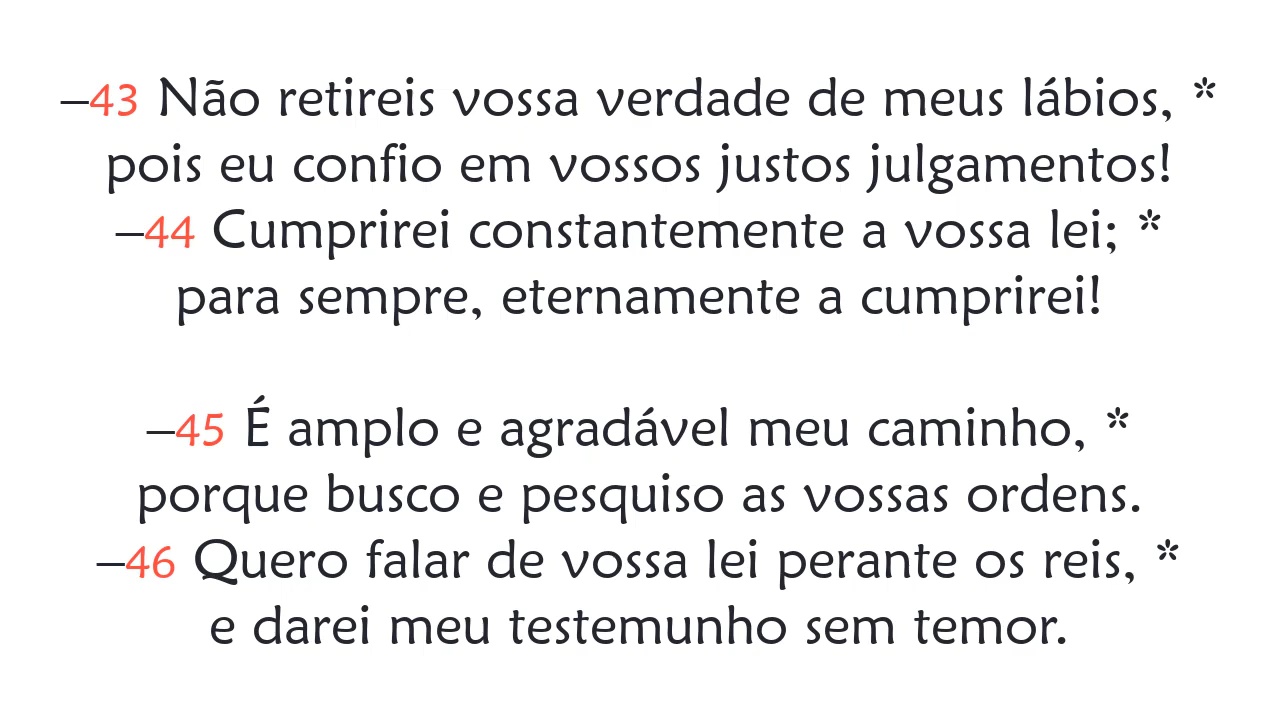 –43 Não retireis vossa verdade de meus lábios, *
pois eu confio em vossos justos julgamentos!
–44 Cumprirei constantemente a vossa lei; *
para sempre, eternamente a cumprirei!
–45 É amplo e agradável meu caminho, *
porque busco e pesquiso as vossas ordens.
–46 Quero falar de vossa lei perante os reis, *
e darei meu testemunho sem temor.